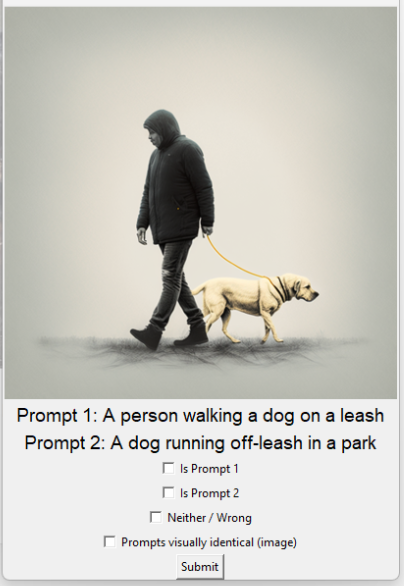 Prompt 1: A person walking a dog on a leash
Prompt 2: A dog running off-leash in a park
Is Prompt 1
Is Prompt 2
Neither / Wrong
Prompts visually identical (image)
Submit